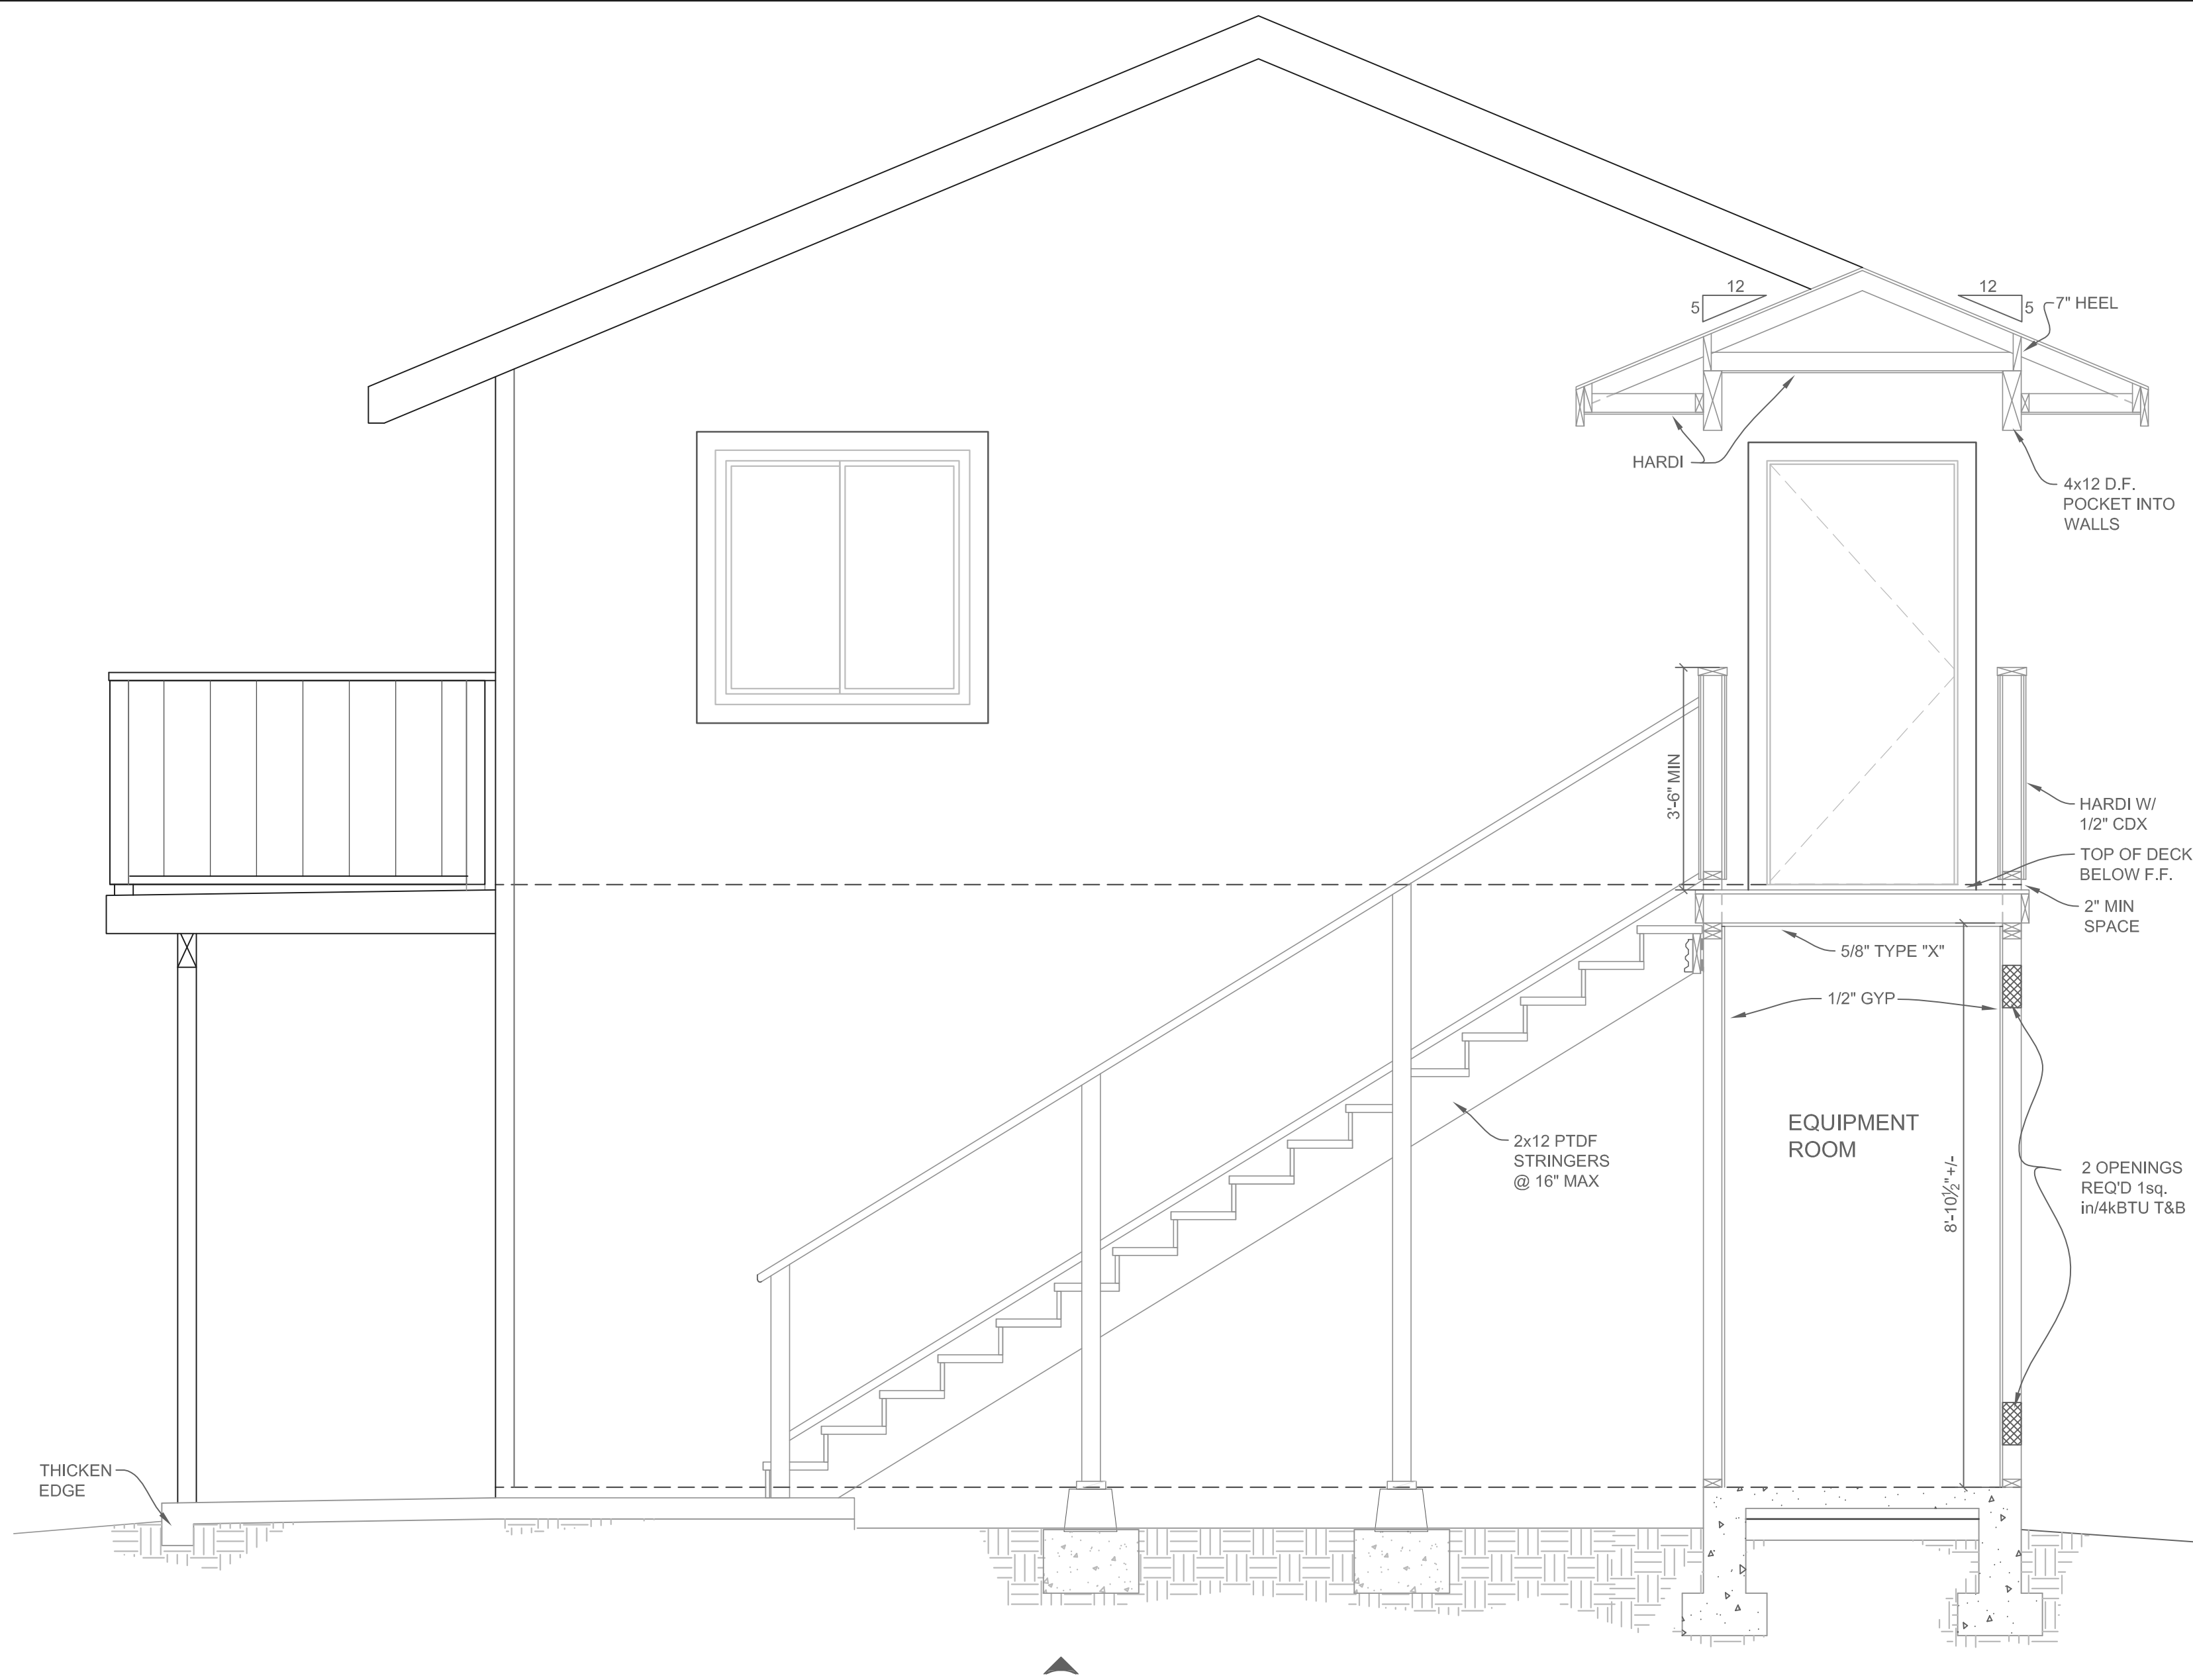 12
5
12
5
7" HEEL
HARDI
4x12 D.F.
POCKET INTO
WALLS
3'-6" MIN
HARDI W/
1/2" CDX
TOP OF DECK
BELOW F.F.
2" MIN
SPACE
5/8" TYPE "X"
1/2" GYP
EQUIPMENT
ROOM
2x12 PTDF
STRINGERS
@ 16" MAX
8'-10½"+/-
2 OPENINGS
REQ'D 1sq.
in/4kBTU T&B
THICKEN
EDGE